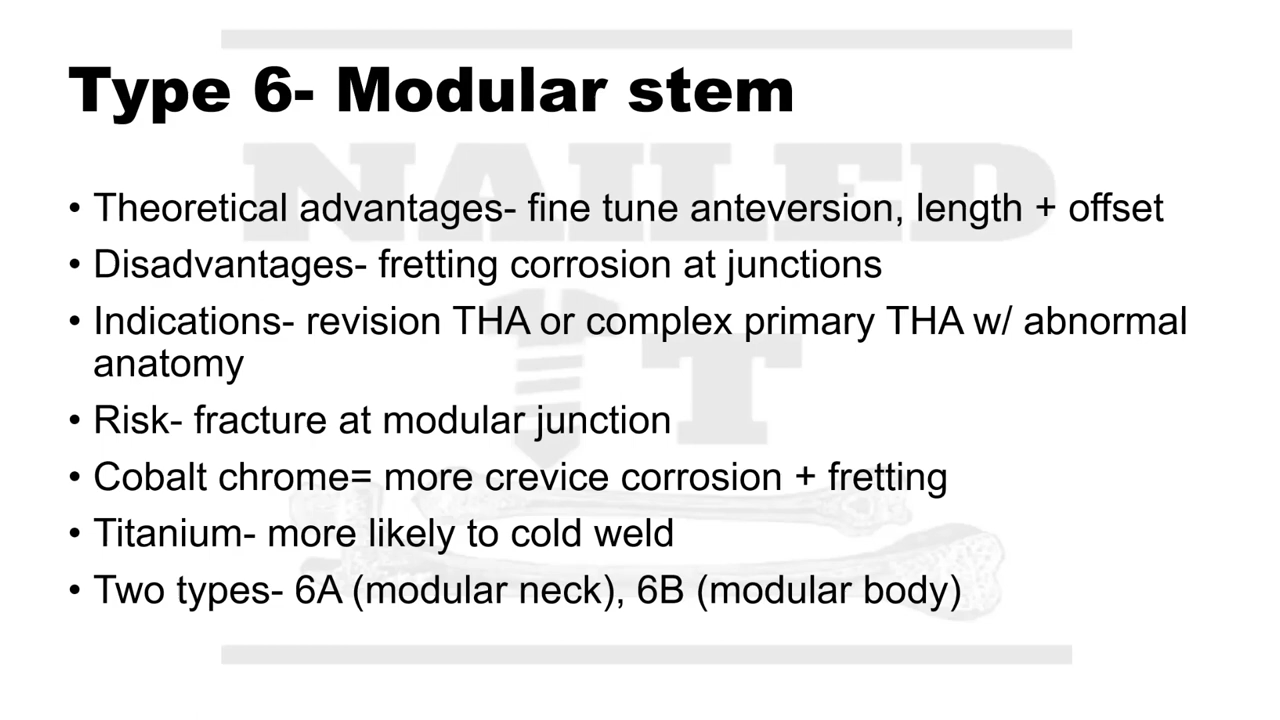 Type 6- Modular stem
NAILED
IT
• Theoretical advantages- fine tune anteversion, length + offset
• Disadvantages- fretting corrosion at junctions
• Indications- revision THA or complex primary THA w/ abnormal
anatomy
• Risk- fracture at modular junction
• Cobalt chrome= more crevice corrosion + fretting
• Titanium- more likely to cold weld
• Two types- 6A (modular neck), 6B (modular body)